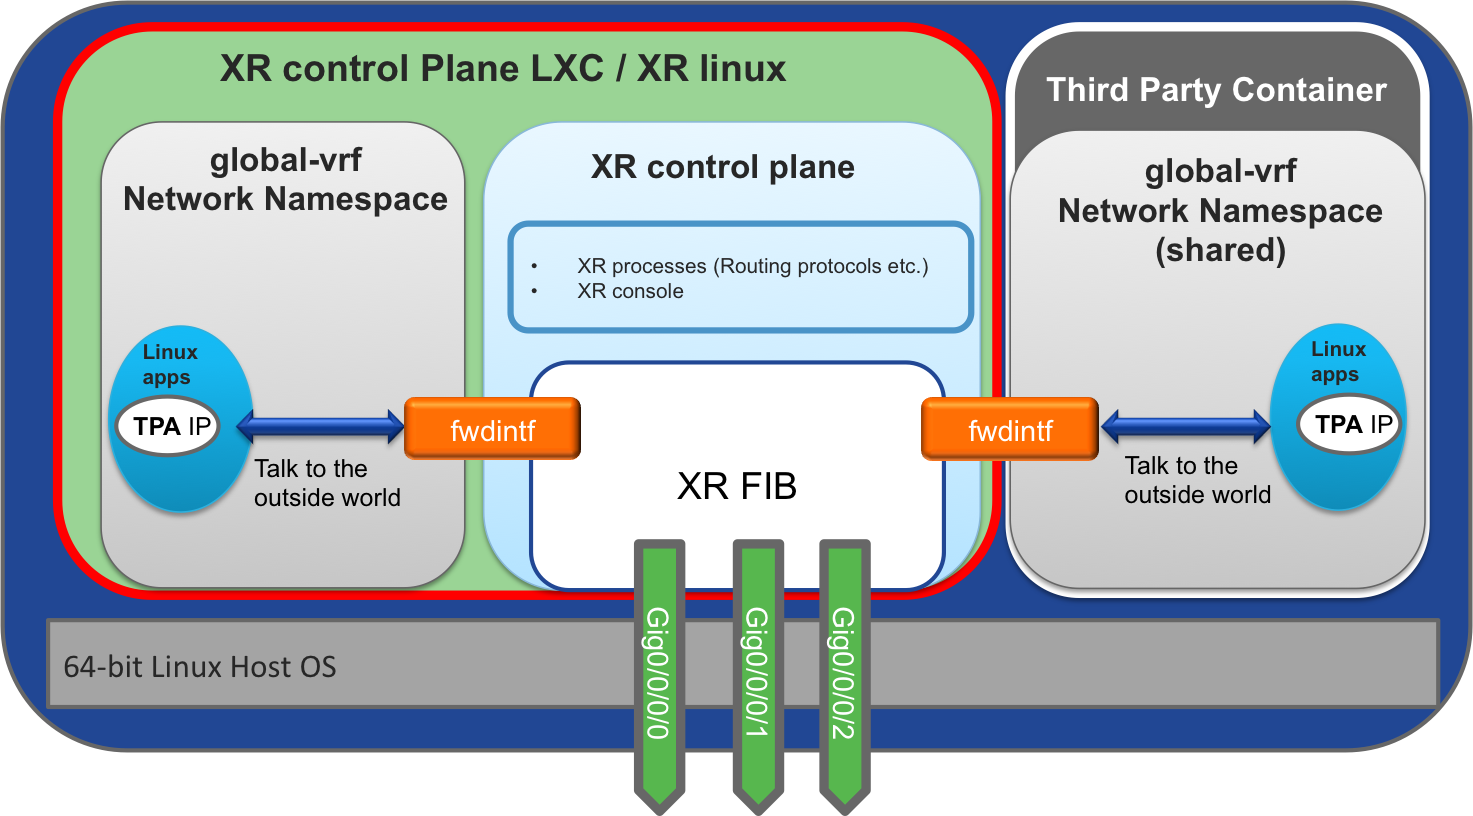 XR control Plane LXC / XR linux
Third Party Container
global-vrf
Network Namespace
XR control plane
global-vrf
Network Namespace
(shared)
• XR processes (Routing protocols etc.)
• XR console
Linux
apps
TPA IP
fwdintf
Talk to the
outside world
XR FIB
fwdintf
Talk to the
outside world
Linux
apps
TPA IP
Gig0/0/0/0
Gig0/0/0/1
Gig0/0/0/2
64-bit Linux Host OS